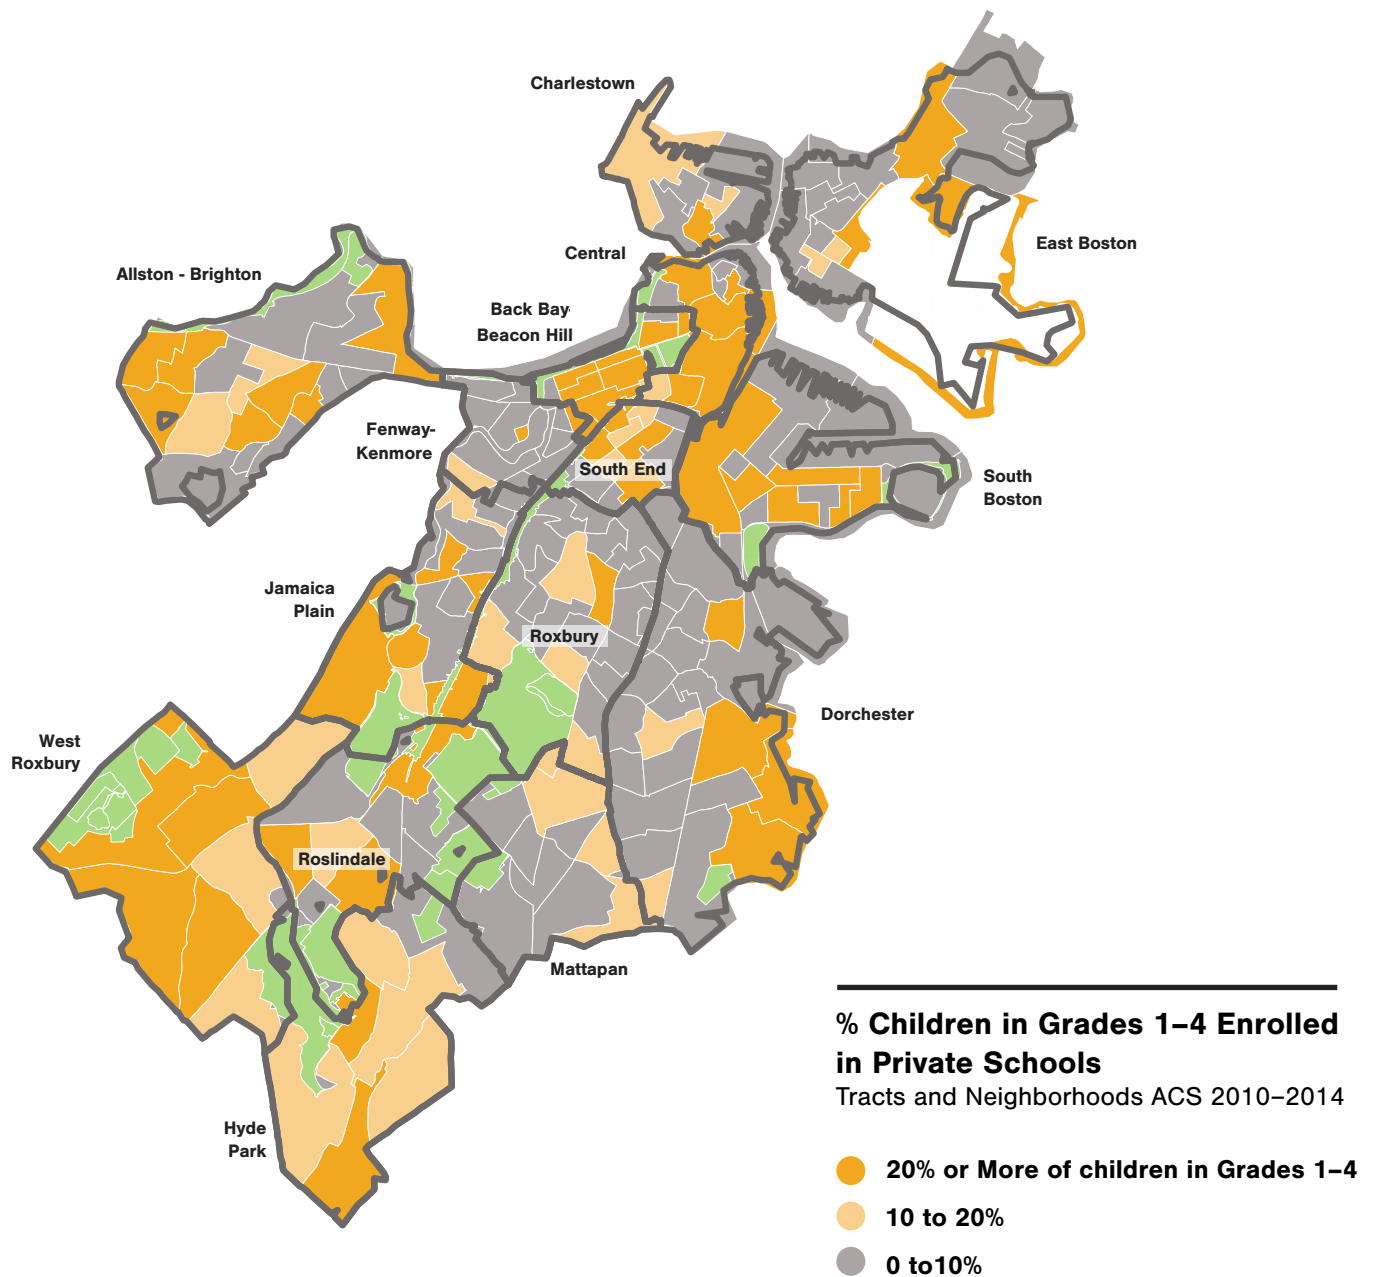 Charlestown
Central
East Boston
Allston - Brighton
Back Bay-
Beacon Hill
Fenway-
Kenmore
South End
South
Boston
Jamaica
Plain
Roxbury
Dorchester
West
Roxbury
Roslindale
Mattapan
Hyde
Park
% Children in Grades 1–4 Enrolled
in Private Schools
Tracts and Neighborhoods ACS 2010–2014
20% or More of children in Grades 1–4
10 to 20%
0 to10%